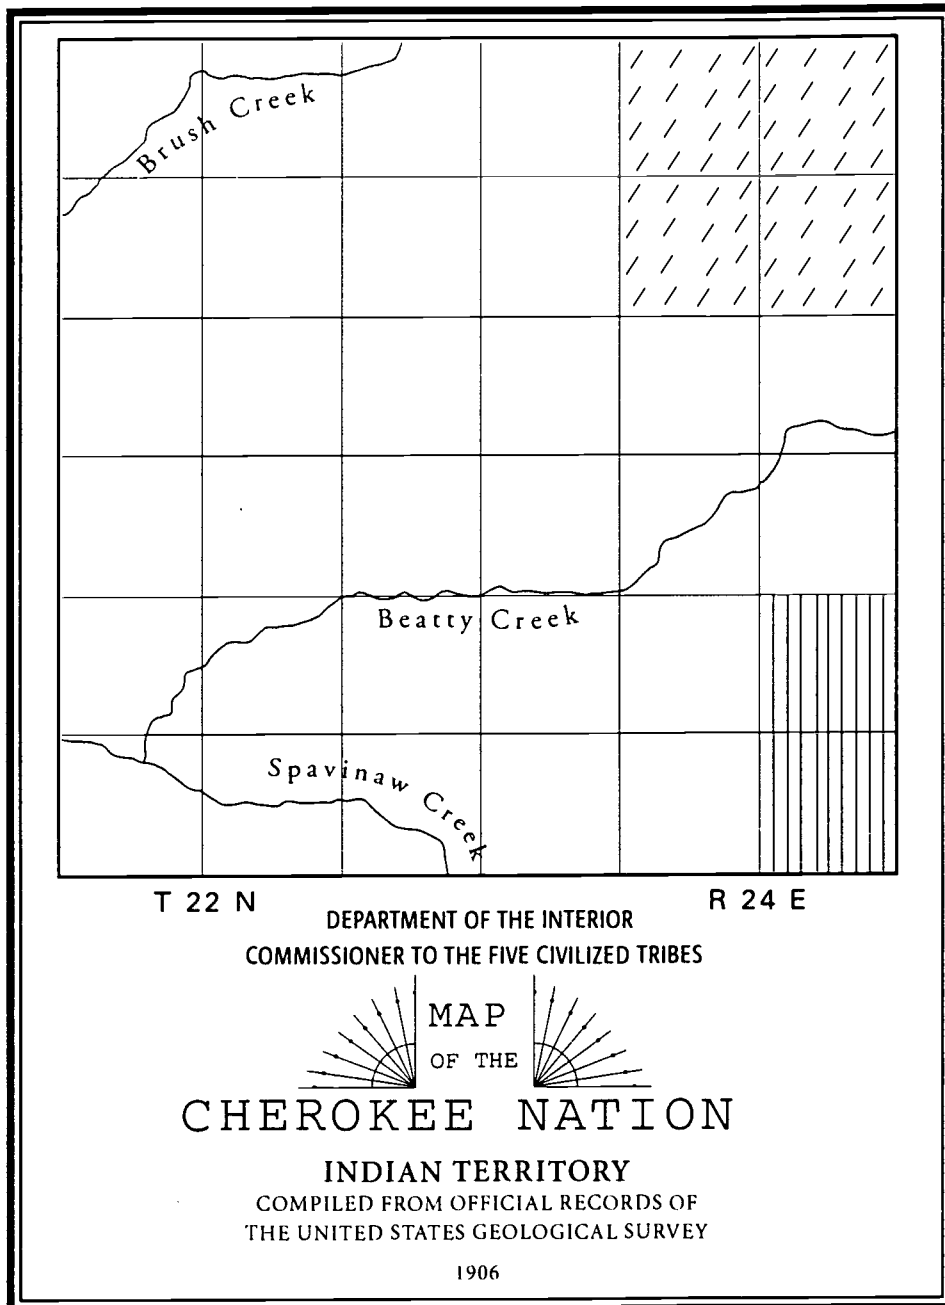 Brush Creek
Beatty Creek
Spavinaw Creek
T 22 N
R 24 E
DEPARTMENT OF THE INTERIOR
COMMISSIONER TO THE FIVE CIVILIZED TRIBES
MAP
OF THE
CHEROKEE NATION
INDIAN TERRITORY
COMPILED FROM OFFICIAL RECORDS OF
THE UNITED STATES GEOLOGICAL SURVEY
1906